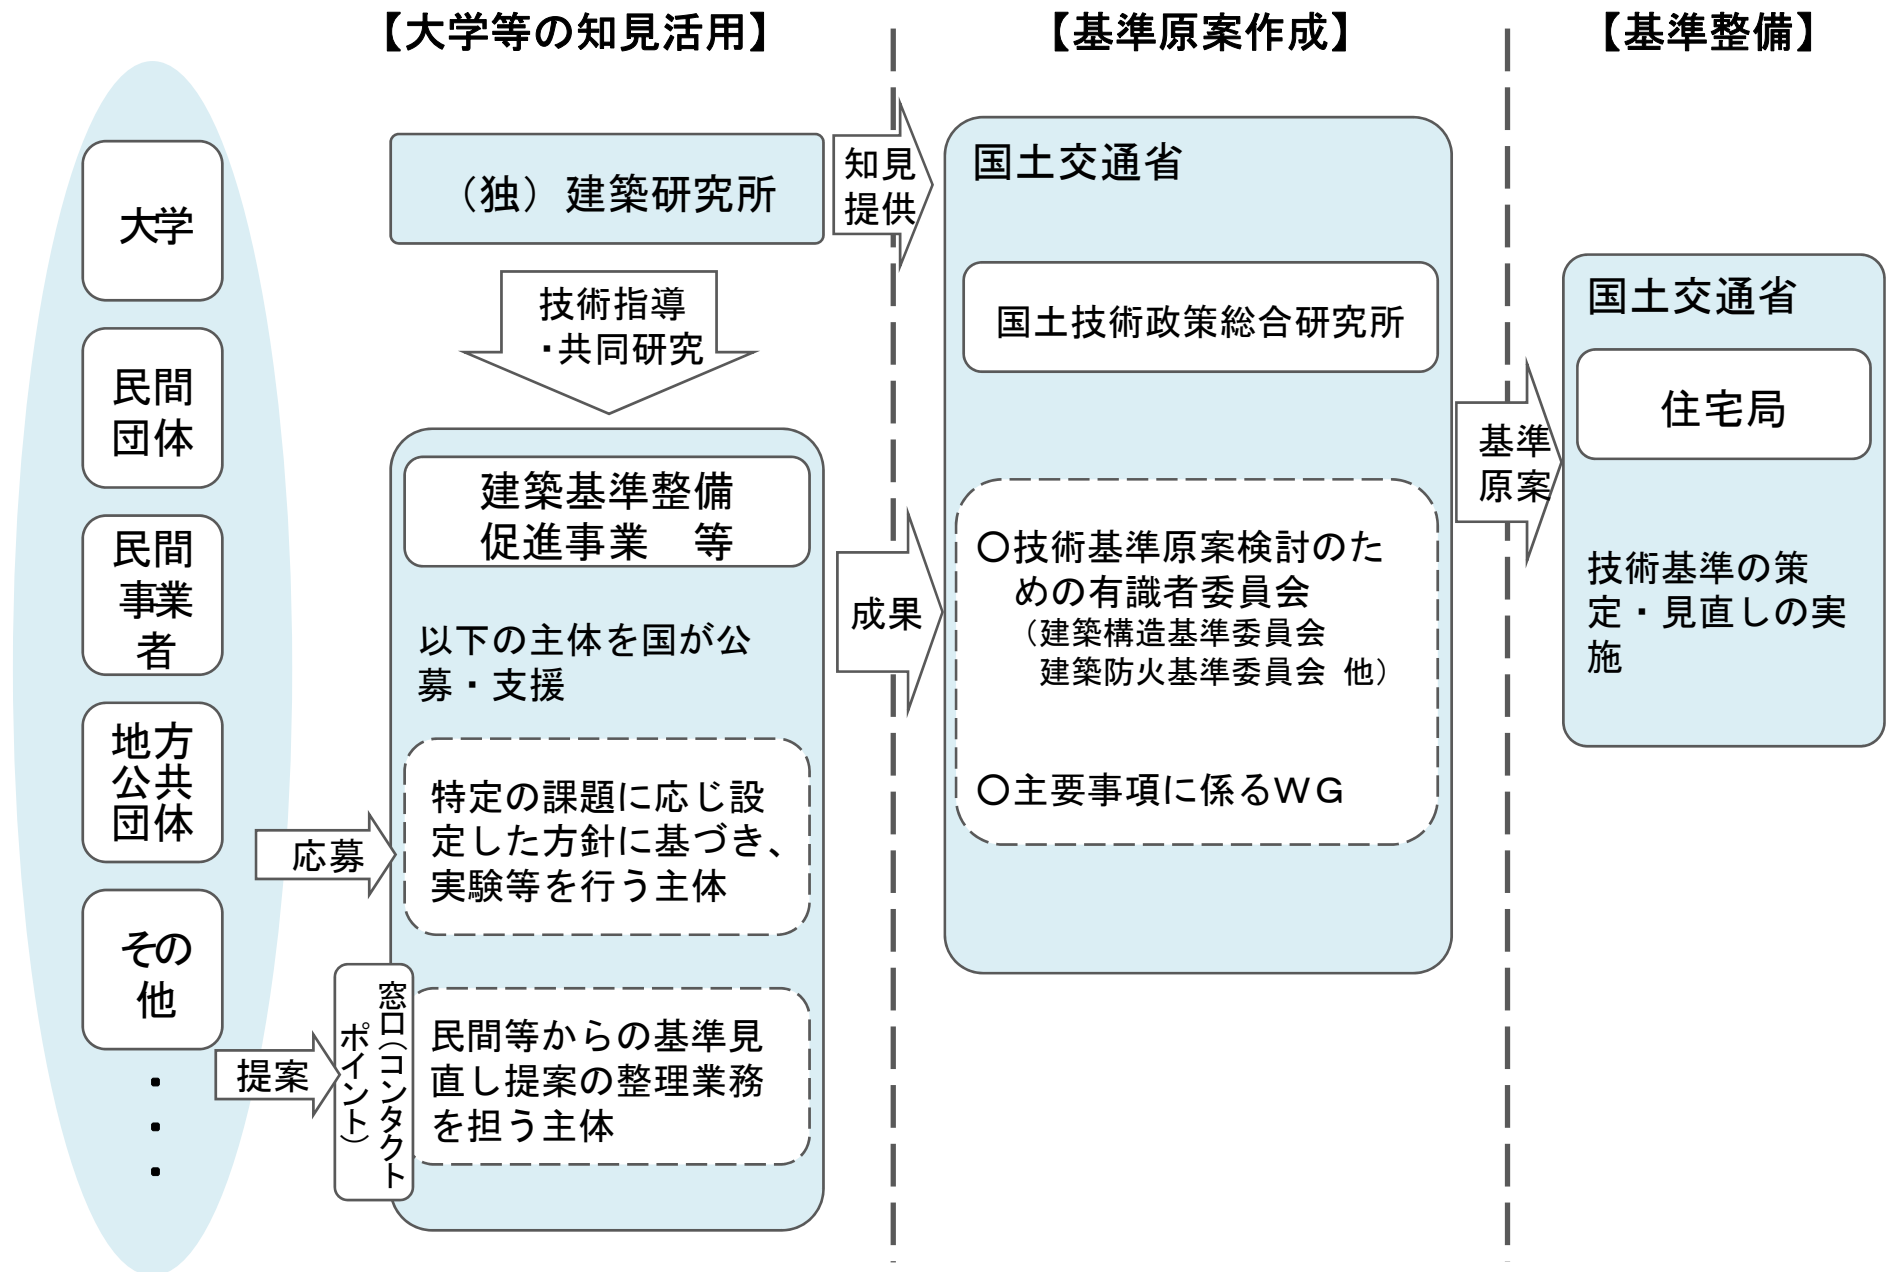 【大学等の知見活用】
【基準原案作成】
【基準整備】
大学
民間
団体
民間
事業
者
地方
公共
団体
その
他
・
・
・
応募
提案
（独）建築研究所
技術指導
・共同研究
建築基準整備
促進事業　等
以下の主体を国が公
募・支援
特定の課題に応じ設
定した方針に基づき、
実験等を行う主体
窓口（コンタクト
ポイント）
民間等からの基準見
直し提案の整理業務
を担う主体
知見
提供
成果
国土交通省
国土技術政策総合研究所
〇技術基準原案検討のた
めの有識者委員会
（建築構造基準委員会
建築防火基準委員会 他）
〇主要事項に係るＷＧ
基準
原案
国土交通省
住宅局
技術基準の策
定・見直しの実
施